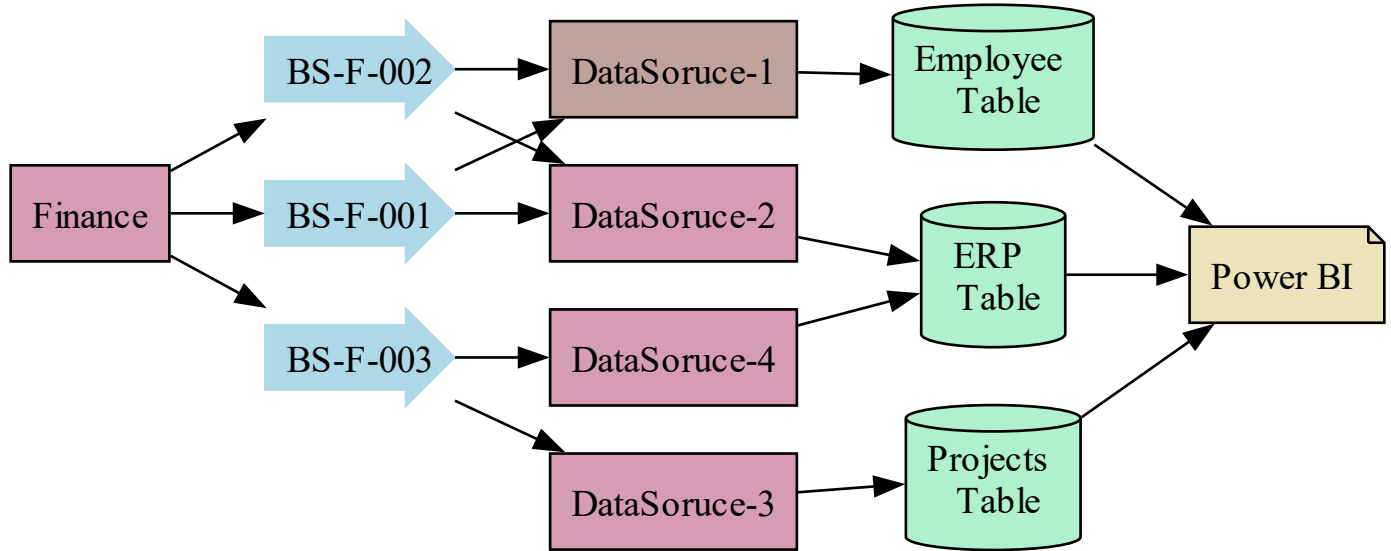 Finance
BS-F-002
BS-F-001
BS-F-003
DataSoruce-1
DataSoruce-2
DataSoruce-4
DataSoruce-3
Employee
Table
ERP
Table
Projects
Table
Power BI